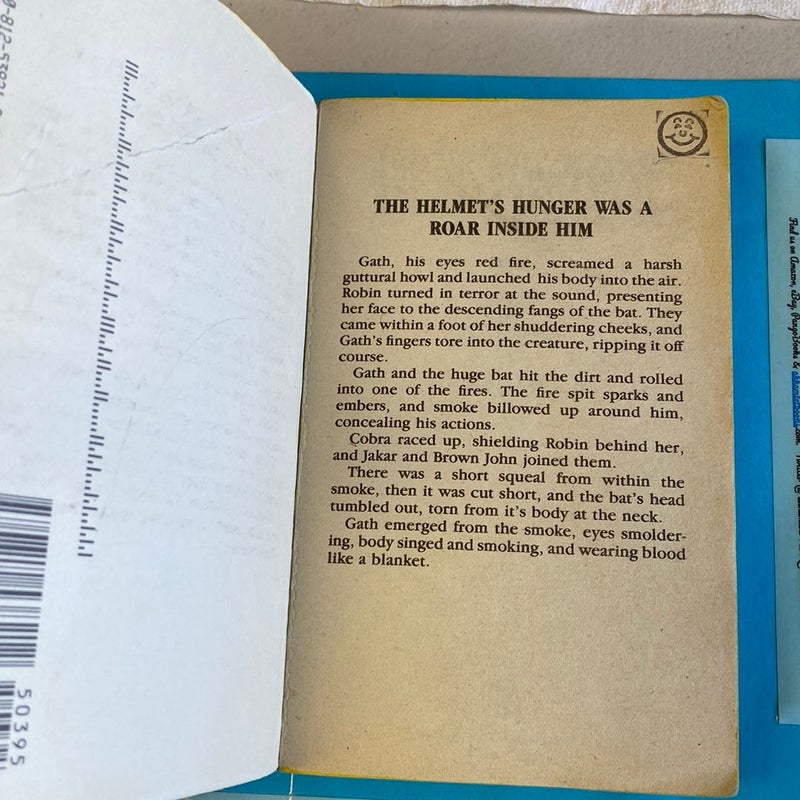 THE HELMET'S HUNGER WAS A
ROAR INSIDE HIM
Gath, his eyes red fire, screamed a harsh
guttural howl and launched his body into the air.
Robin turned in terror at the sound, presenting
her face to the descending fangs of the bat. They
came within a foot of her shuddering cheeks, and
Gath's fingers tore into the creature, ripping it off
course.
Gath and the huge bat hit the dirt and rolled
into one of the fires. The fire spit sparks and
embers, and smoke billowed up around him,
concealing his actions.
Cobra raced up, shielding Robin behind her,
and Jakar and Brown John joined them.
There was a short squeal from within the
smoke, then it was cut short, and the bat's head
tumbled out, torn from it's body at the neck.
Gath emerged from the smoke, eyes smolder-
ing, body singed and smoking, and wearing blood
like a blanket.
50395
Find us on Amazon, eBay, PangoBooks &